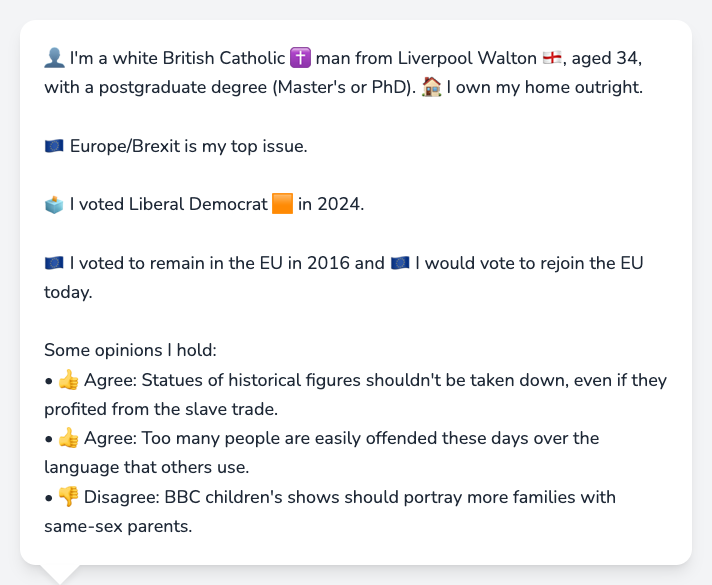 👤 I'm a white British Catholic ✝️ man from Liverpool Walton 🏴󠁧󠁢󠁥󠁮󠁧󠁿, aged 34,
with a postgraduate degree (Master's or PhD). 🏠 I own my home outright.
🇪🇺 Europe/Brexit is my top issue.
🗳️ I voted Liberal Democrat 🟧 in 2024.
🇪🇺 I voted to remain in the EU in 2016 and 🇪🇺 I would vote to rejoin the EU
today.
Some opinions I hold:
• 👍 Agree: Statues of historical figures shouldn't be taken down, even if they
profited from the slave trade.
• 👍 Agree: Too many people are easily offended these days over the
language that others use.
• 👎 Disagree: BBC children's shows should portray more families with
same-sex parents.